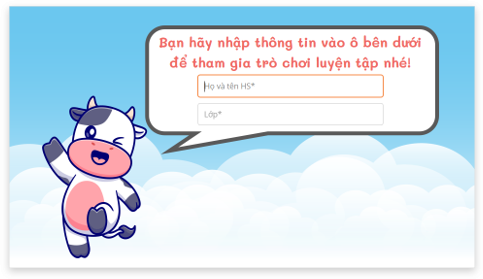 Bạn hãy nhập thông tin vào ô bên dưới
để tham gia trò chơi luyện tập nhé!
Họ và tên HS*
Lớp*